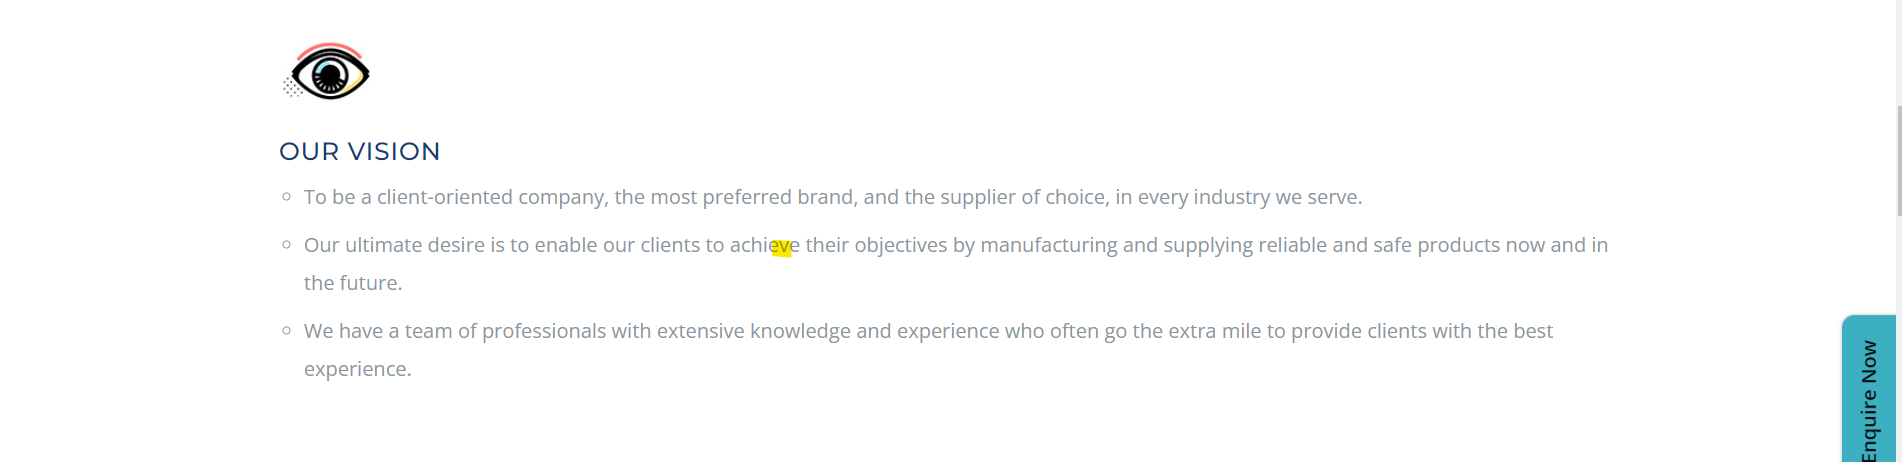 OUR VISION
To be a client-oriented company, the most preferred brand, and the supplier of choice, in every industry we serve.
Our ultimate desire is to enable our clients to achieve their objectives by manufacturing and supplying reliable and safe products now and in
the future.
We have a team of professionals with extensive knowledge and experience who often go the extra mile to provide clients with the best
experience.
Enquire Now